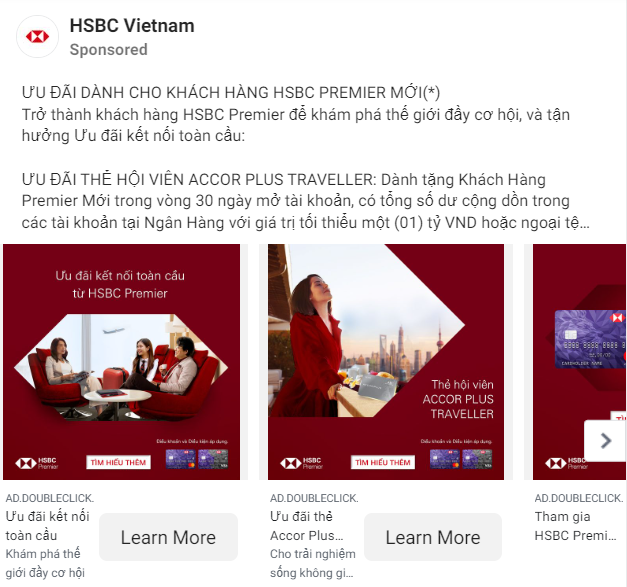 HSBC Vietnam
Sponsored
ƯU ĐÃI DÀNH CHO KHÁCH HÀNG HSBC PREMIER MỚI(*)
Trở thành khách hàng HSBC Premier để khám phá thế giới đầy cơ hội, và tận
hưởng Ưu đãi kết nối toàn cầu:
ƯU ĐÃI THẺ HỘI VIÊN ACCOR PLUS TRAVELLER: Dành tặng Khách Hàng
Premier Mới trong vòng 30 ngày mở tài khoản, có tổng số dư cộng dồn trong
các tài khoản tại Ngân Hàng với giá trị tối thiểu một (01) tỷ VND hoặc ngoại tệ...
Ưu đãi kết nối toàn cầu
từ HSBC Premier
Điều khoản và Điều kiện áp dụng.
HSBC
Premier
TÌM HIỂU THÊM
Thẻ hội viên
ACCOR PLUS
TRAVELLER
Điều khoản và Điều kiện áp dụng.
HSBC
Premier
TÌM HIỂU THÊM
CARDHOLDER NAME
HSBC
Premier
AD.DOUBLECLICK.
Ưu đãi kết nối
toàn cầu
Khám phá thế
giới đầy cơ hội
Learn More
AD.DOUBLECLICK.
Ưu đãi thẻ
Accor Plus...
Cho trải nghiệm
sống không gi...
Learn More
AD.DOUBLECLICK.
Tham gia
HSBC Premi...